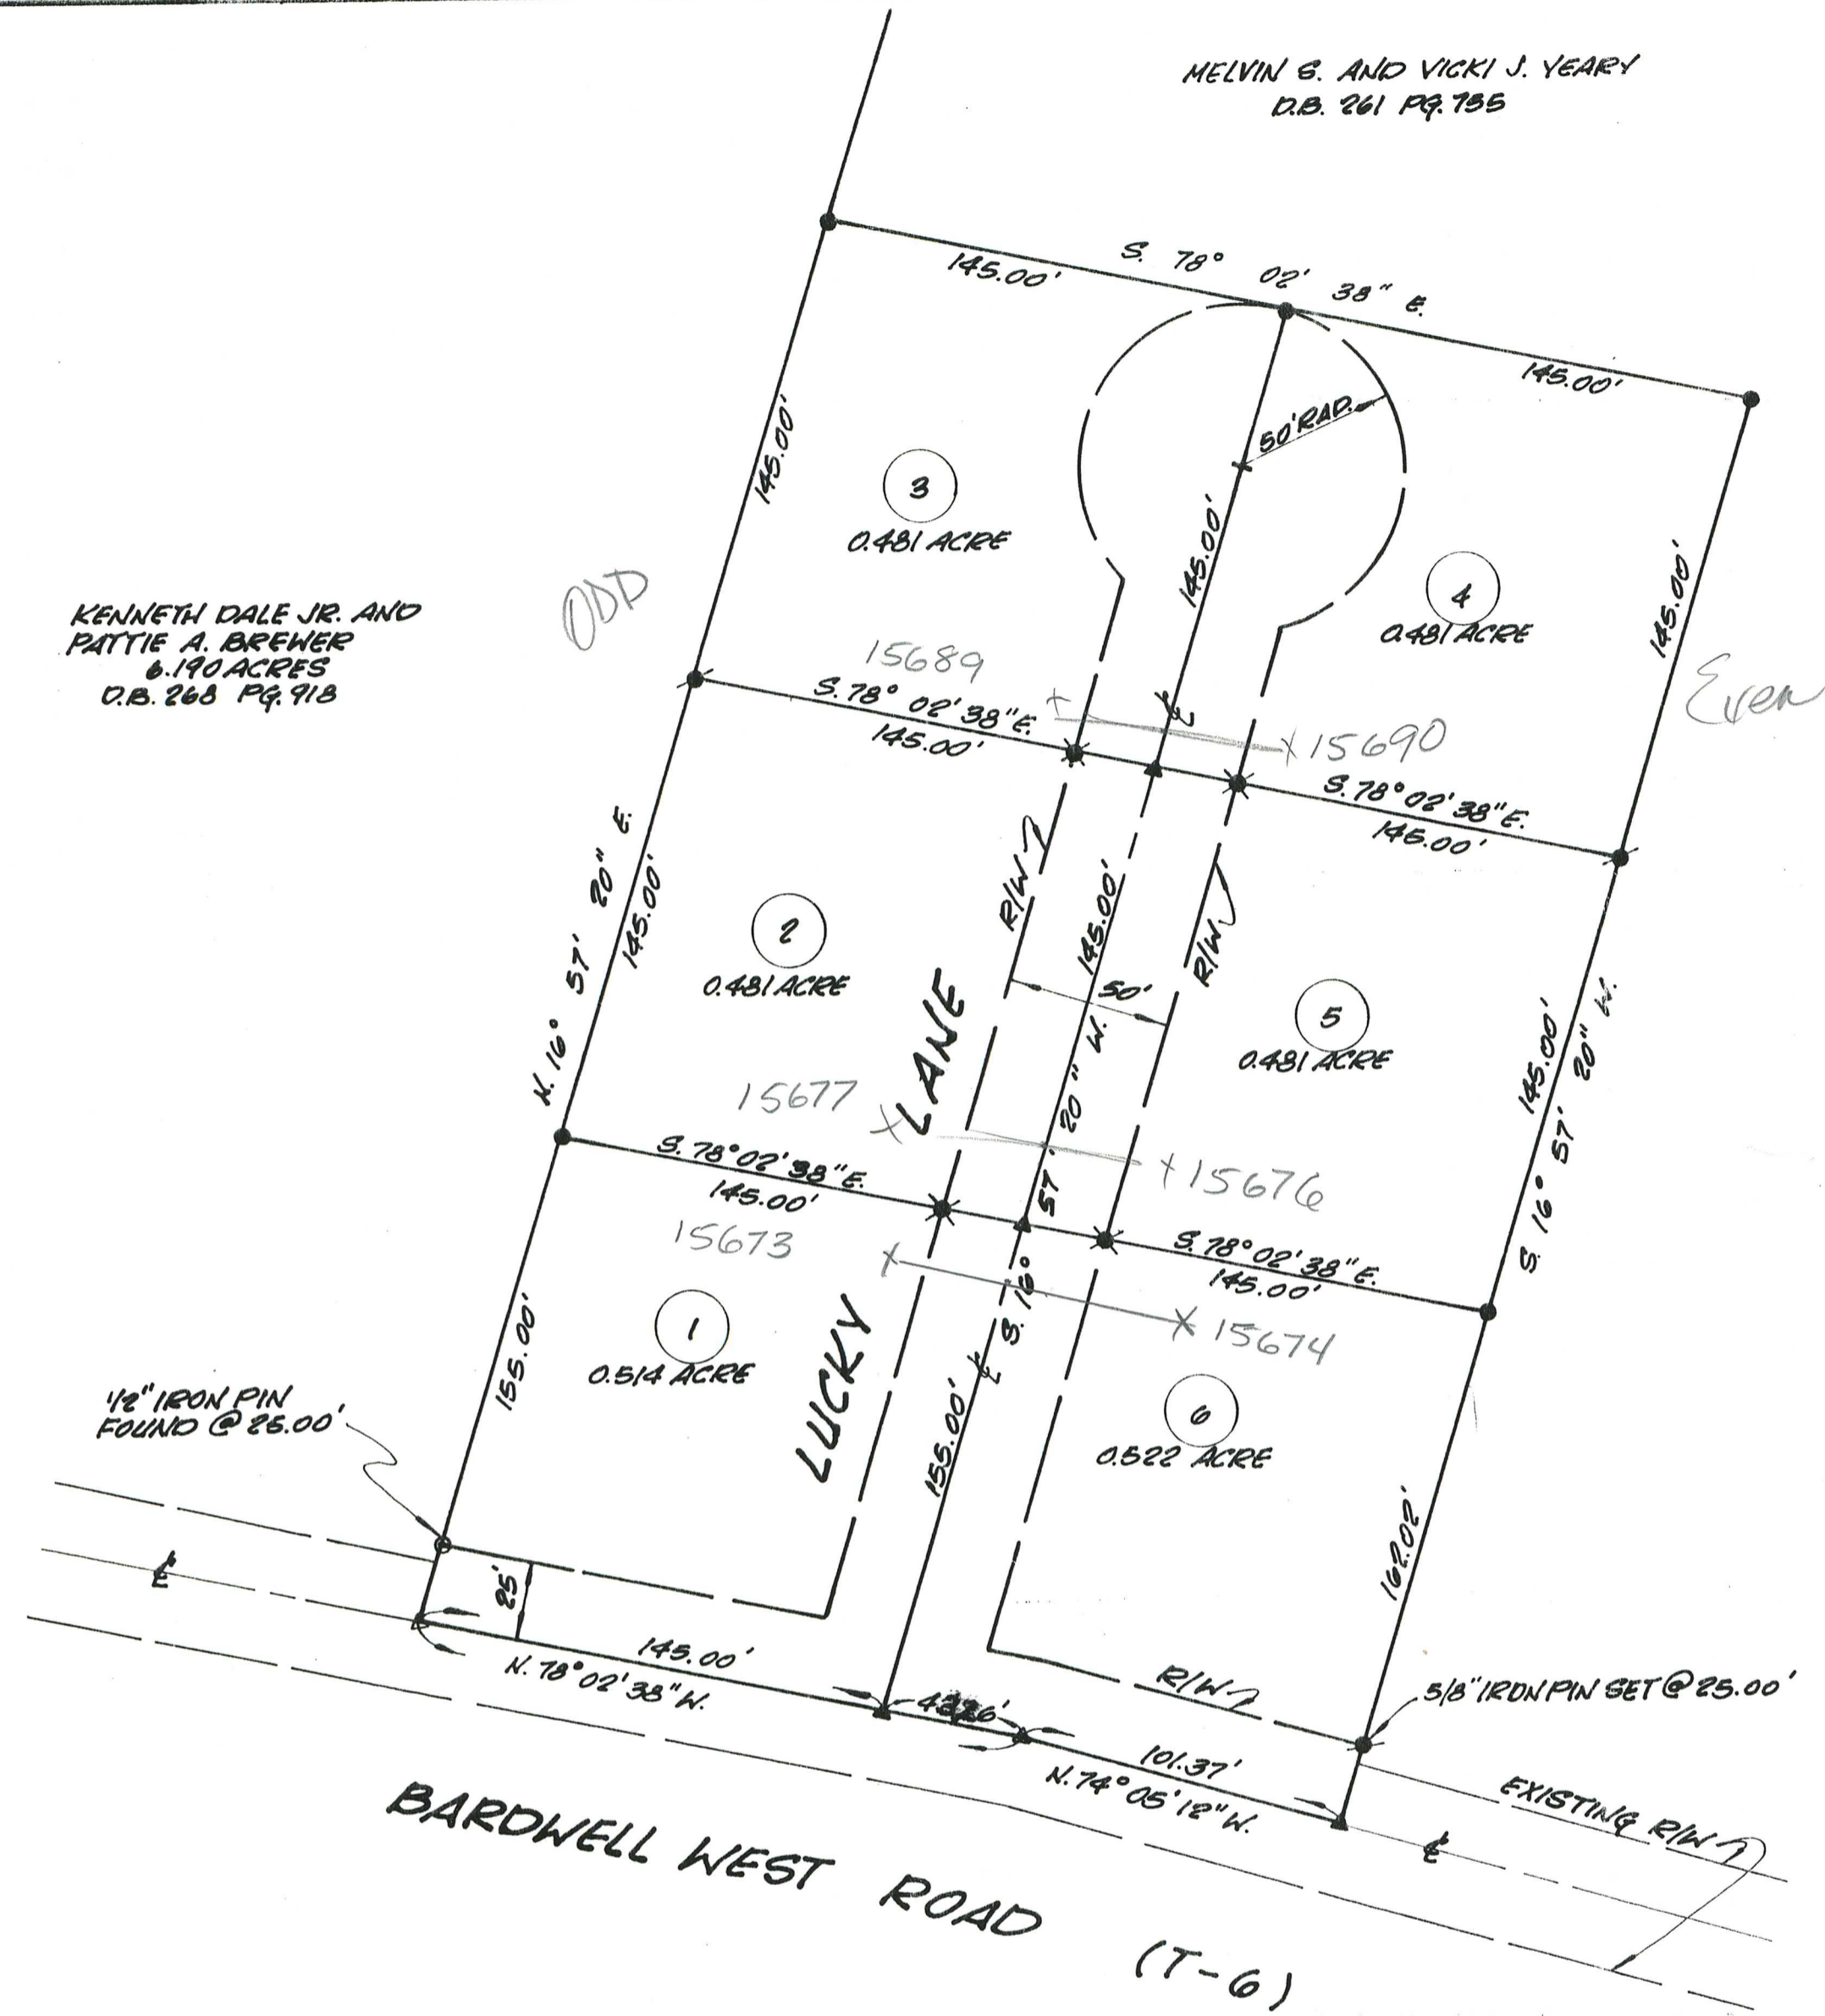 MELVIN S. AND VICKI J. YEARY
D.B. 261 PG. 735
S. 78° 02' 38" E.
145.00'
145.00'
50' RAD.
145.00'
3
0.481 ACRE
145.00'
4
0.481 ACRE
145.00'
ODD
Even
KENNETH DALE JR. AND
PATTIE A. BREWER
6.190 ACRES
D.B. 268 PG. 918
15689
S. 78° 02' 38" E.
145.00'
15690
S. 78° 02' 38" E.
145.00'
N. 16° 57' 20" E.
145.00'
2
0.481 ACRE
R/W
145.00'
R/W
50'
5
0.481 ACRE
145.00'
S. 16° 57' 20" W.
LUCKY LANE
S. 16° 57' 20" W.
15677
15676
S. 78° 02' 38" E.
145.00'
15673
S. 78° 02' 38" E.
145.00'
15674
155.00'
1
0.514 ACRE
155.00'
6
0.522 ACRE
162.02'
1/2" IRON PIN
FOUND @ 25.00'
25'
145.00'
N. 78° 02' 38" W.
R/W
5/8" IRON PIN SET @ 25.00'
101.37'
N. 74° 05' 12" W.
EXISTING R/W
BARDWELL WEST ROAD (T-6)